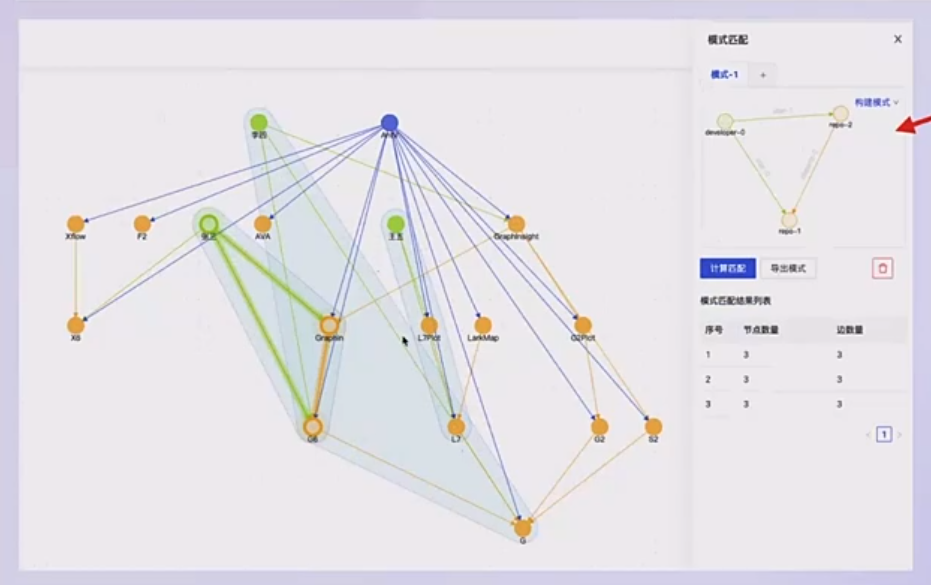 模式匹配
X
模式-1
+
构建模式
developer-0
repo-2
repo-1
计算匹配
导出模式
模式匹配结果列表
序号 节点数量 边数量
1 3 3
2 3 3
3 3 3
< 1 >
李四
AntV
Xflow
F2
AVA
王五
GraphInsight
X6
Graphin
L7Plot
LarkMap
G2Plot
G6
L7
G2
S2
G